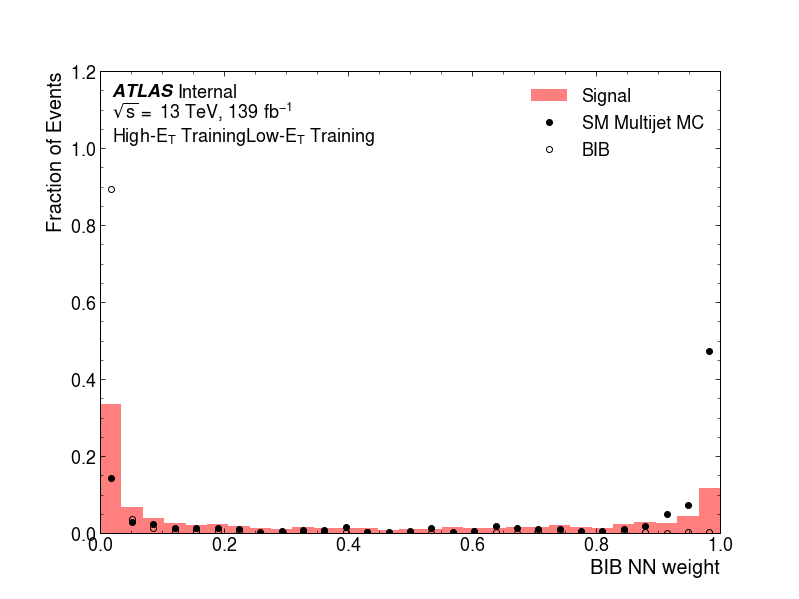 ATLAS Internal
√s = 13 TeV, 139 fb⁻¹
High-E_T TrainingLow-E_T Training
Signal
SM Multijet MC
BIB
Fraction of Events
1.2
1.0
0.8
0.6
0.4
0.2
0.0
0.0 0.2 0.4 0.6 0.8 1.0
BIB NN weight